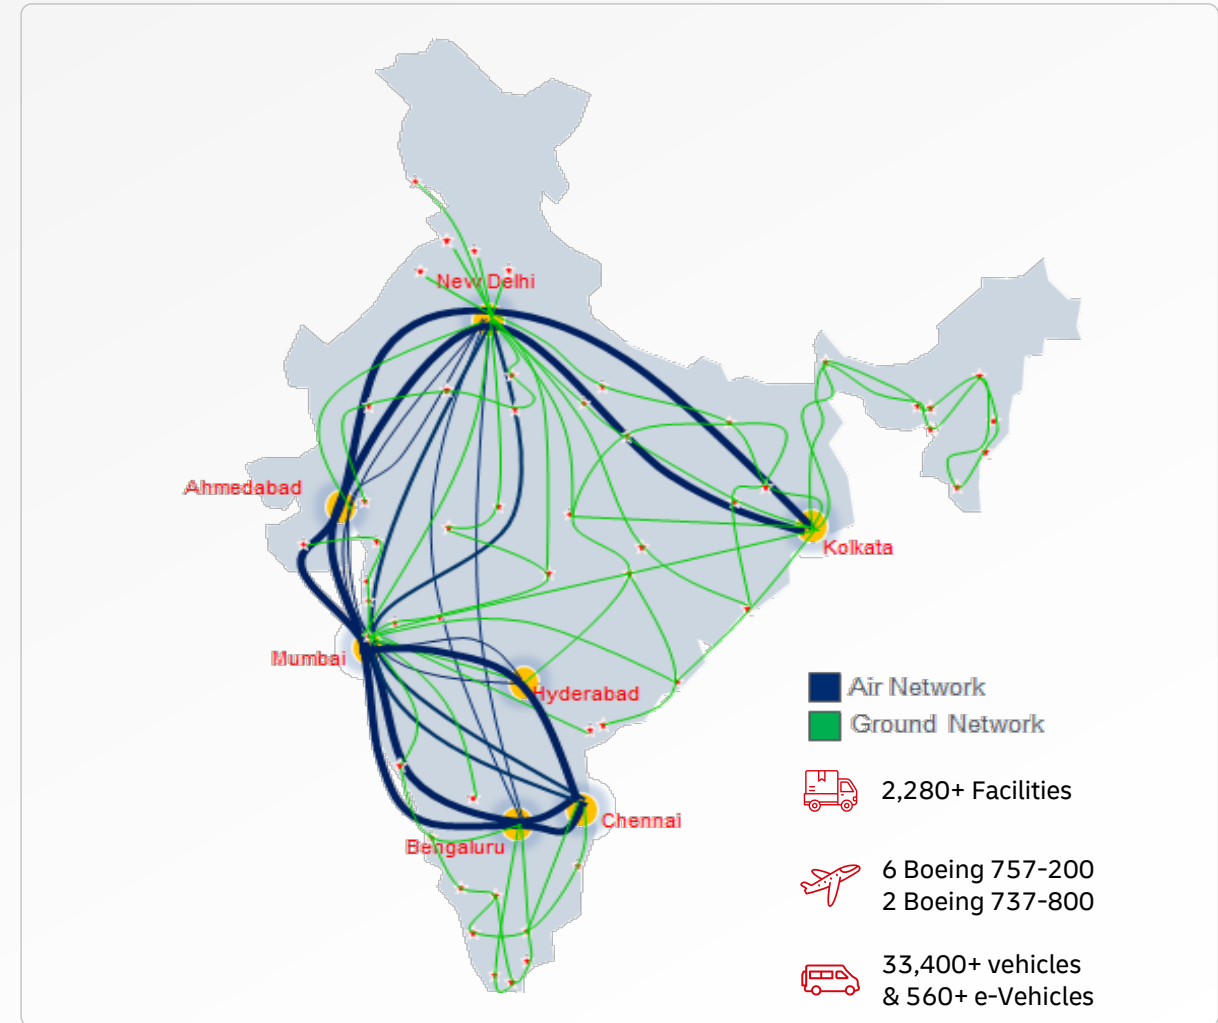 New Delhi
Ahmedabad
Kolkata
Mumbai
Hyderabad
Air Network
Ground Network
2,280+ Facilities
Chennai
Bengaluru
6 Boeing 757-200
2 Boeing 737-800
33,400+ vehicles
& 560+ e-Vehicles